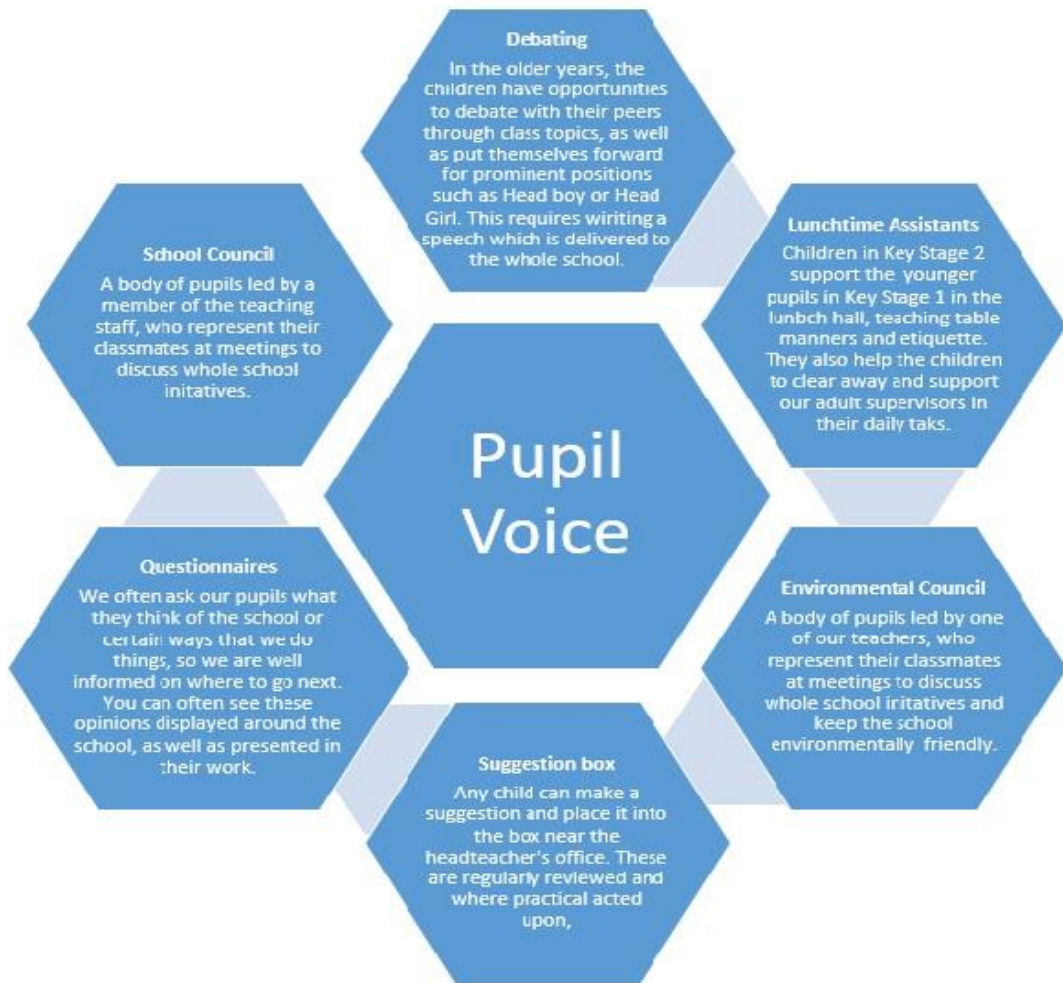 Debating
In the older years, the
children have opportunities
to debate with their peers
through class topics, as well
as put themselves forward
for prominent positions
such as Head boy or Head
Girl. This requires wiriting a
speech which is delivered to
the whole school.
Lunchtime Assistants
Children in Key Stage 2
support the younger
pupils in Key Stage 1 in the
lunbch hall, teaching table
manners and etiquette.
They also help the children
to clear away and support
our adult supervisors in
their daily taks.
Environmental Council
A body of pupils led by one
of our teachers, who
represent their classmates
at meetings to discuss
whole school iritatives and
keep the school
environmentally friendly.
Suggestion box
Any child can make a
suggestion and place it into
the box near the
headteacher's office. These
are regularly reviewed and
where practical acted
upon,
Questionnaires
We often ask our pupils what
they think of the school or
certain ways that we do
things, so we are well
informed on where to go next.
You can often see these
opinions displayed around the
school, as well as presented in
their work.
School Council
A body of pupils led by a
member of the teaching
staff, who represent their
classmates at meetings to
discuss whole school
initatives.
Pupil
Voice